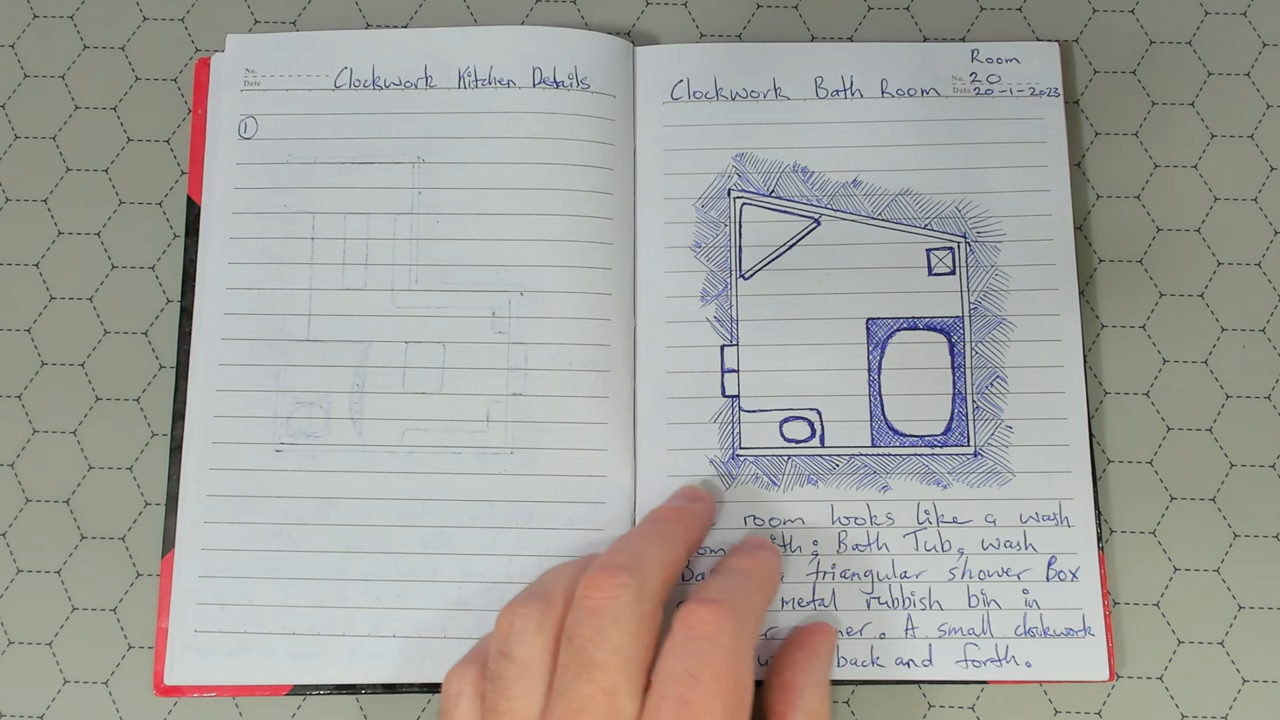 No.
Date
Clockwork Kitchen Details
①
Room
Clockwork Bath Room
No. 20
Date 20-1-2023
room looks like a wash
; Bath Tub, wash
triangular shower Box
metal rubbish bin in
. A small clockwork
back and forth.